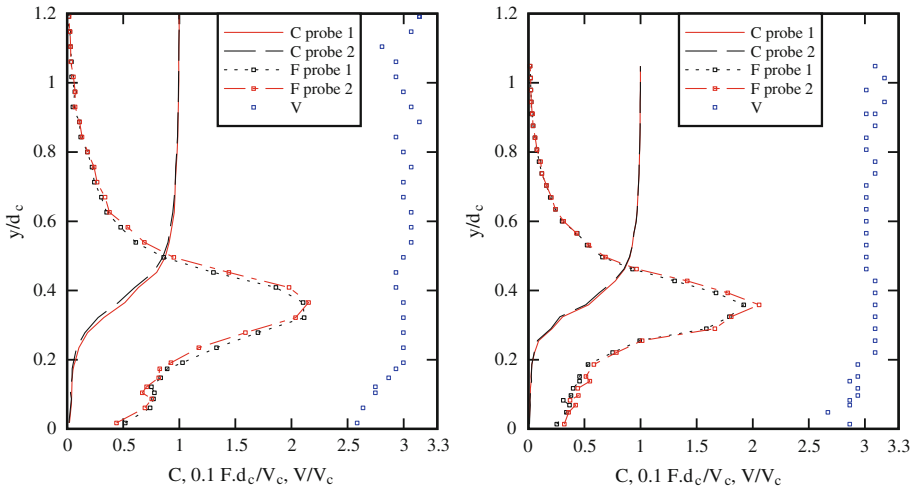 1.2
1
0.8
0.6
0.4
0.2
0
y/dc
C probe 1
C probe 2
F probe 1
F probe 2
V
0 0.5 1 1.5 2 2.5 3 3.3
C, 0.1 F.dc/Vc, V/Vc
1.2
1
0.8
0.6
0.4
0.2
0
y/dc
C probe 1
C probe 2
F probe 1
F probe 2
V
0 0.5 1 1.5 2 2.5 3 3.3
C, 0.1 F.dc/Vc, V/Vc